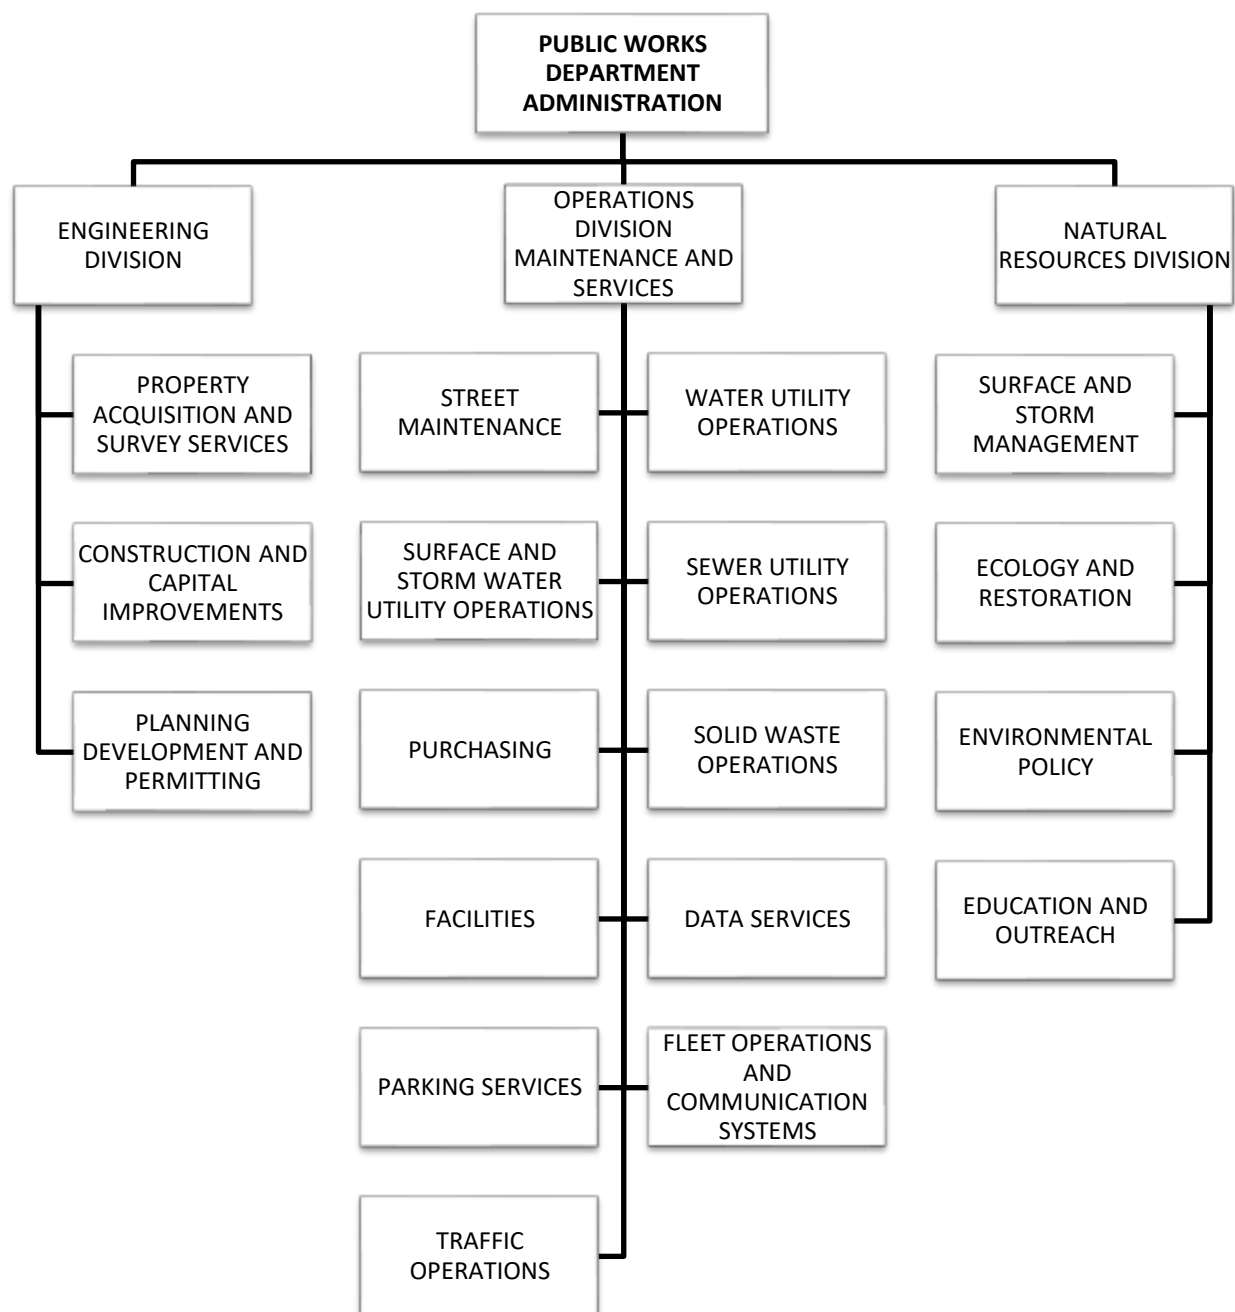 PUBLIC WORKS
DEPARTMENT
ADMINISTRATION
ENGINEERING
DIVISION
OPERATIONS
DIVISION
MAINTENANCE AND
SERVICES
NATURAL
RESOURCES DIVISION
PROPERTY
ACQUISITION AND
SURVEY SERVICES
CONSTRUCTION AND
CAPITAL
IMPROVEMENTS
PLANNING
DEVELOPMENT AND
PERMITTING
STREET
MAINTENANCE
WATER UTILITY
OPERATIONS
SURFACE AND
STORM WATER
UTILITY OPERATIONS
SEWER UTILITY
OPERATIONS
PURCHASING
SOLID WASTE
OPERATIONS
FACILITIES
DATA SERVICES
PARKING SERVICES
FLEET OPERATIONS
AND
COMMUNICATION
SYSTEMS
TRAFFIC
OPERATIONS
SURFACE AND
STORM
MANAGEMENT
ECOLOGY AND
RESTORATION
ENVIRONMENTAL
POLICY
EDUCATION AND
OUTREACH